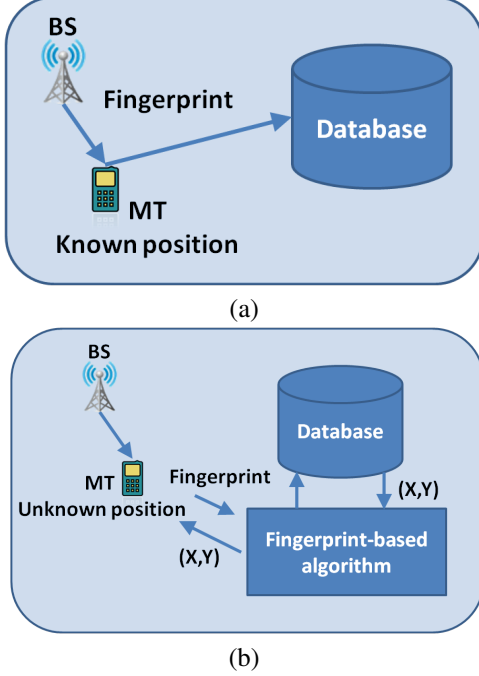 BS
Fingerprint
Database
MT
Known position
(a)
BS
Database
MT
Fingerprint
Unknown position
(X,Y)
(X,Y)
Fingerprint-based
algorithm
(b)